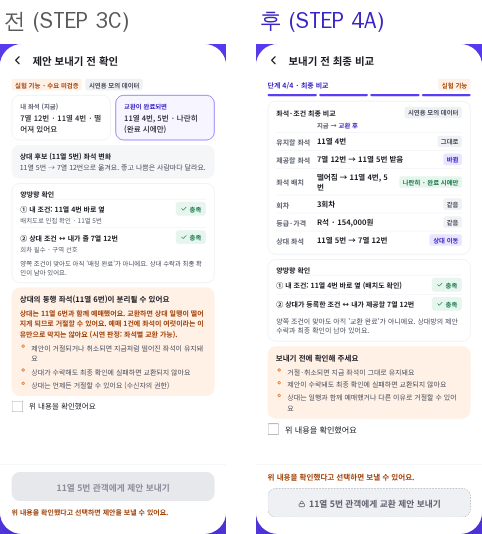 전 (STEP 3C)
제안 보내기 전 확인
실험 기능 · 수요 미검증
시연용 모의 데이터
내 좌석 (지금)
7열 12번 · 11열 4번 · 떨
어져 있어요
교환이 완료되면
11열 4번, 5번 · 나란히
(완료 시에만)
상대 후보 (11열 5번) 좌석 변화
11열 5번 → 7열 12번으로 옮겨요. 좋고 나쁨은 사람마다 달라요.
양방향 확인
① 내 조건: 11열 4번 바로 옆
배치도로 인접 확인 · 11열 5번
✓ 충족
② 상대 조건 ↔ 내가 줄 7열 12번
회차 필수 · 구역 선호
✓ 충족
양쪽 조건이 맞아도 아직 '매칭 완료'가 아니에요. 상대 수락과 최종 확
인이 남아 있어요.
상대의 동행 좌석(11열 6번)이 분리될 수 있어요
상대는 11열 6번과 함께 예매했어요. 교환하면 상대 일행이 떨어
지게 되므로 거절할 수 있어요. 예매 1건에 좌석이 여럿이라는 이
유만으로 막지는 않아요 (시연 판정: 좌석별 교환 가능).
제안이 거절되거나 취소되면 지금처럼 떨어진 좌석이 유지돼
요
상대가 수락해도 최종 확인에 실패하면 교환되지 않아요
상대는 언제든 거절할 수 있어요 (수신자의 권한)
위 내용을 확인했어요
11열 5번 관객에게 제안 보내기
위 내용을 확인했다고 선택하면 제안을 보낼 수 있어요.
후 (STEP 4A)
보내기 전 최종 비교
단계 4/4 · 최종 비교
실험 기능
좌석·조건 최종 비교
시연용 모의 데이터
지금 → 교환 후
유지할 좌석
11열 4번
그대로
제공할 좌석
7열 12번 → 11열 5번 받음
바뀜
좌석 배치
떨어짐 → 11열 4번, 5
번
나란히 · 완료 시에만
회차
3회차
같음
등급·가격
R석 · 154,000원
같음
상대 좌석
11열 5번 → 7열 12번
상대 이동
양방향 확인
① 내 조건: 11열 4번 바로 옆 (배치도 확인)
✓ 충족
② 상대가 등록한 조건 ↔ 내가 제공할 7열 12번
✓ 충족
양쪽 조건이 맞아도 아직 '교환 완료'가 아니에요. 상대방의 제안
수락과 최종 확인이 남아 있어요.
보내기 전에 확인해 주세요
거절·취소되면 지금 좌석이 그대로 유지돼요
제안이 수락돼도 최종 확인에 실패하면 교환되지 않아요
상대는 일행과 함께 예매했거나 다른 이유로 거절할 수 있어
요
위 내용을 확인했어요
위 내용을 확인했다고 선택하면 보낼 수 있어요.
11열 5번 관객에게 교환 제안 보내기